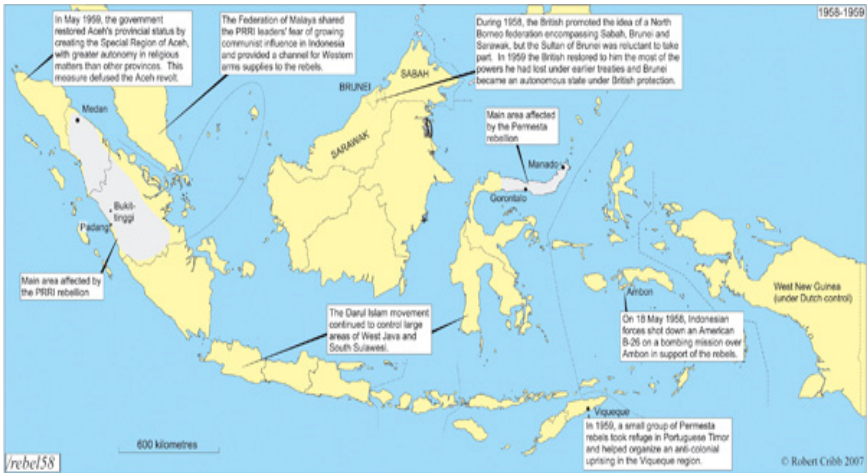 1958-1959
In May 1959, the government
restored Aceh's provincial status by
creating the Special Region of Aceh,
with greater autonomy in religious
matters than other provinces. This
measure defused the Aceh revolt.
The Federation of Malaya shared
the PRRI leaders' fear of growing
communist influence in Indonesia
and provided a channel for Western
arms supplies to the rebels.
During 1958, the British promoted the idea of a North
Borneo federation encompassing Sabah, Brunei and
Sarawak, but the Sultan of Brunei was reluctant to take
part. In 1959 the British restored to him the most of the
powers he had lost under earlier treaties and Brunei
became an autonomous state under British protection.
SABAH
BRUNEI
SARAWAK
Medan
Main area affected
by the Permesta
rebellion
Manado
Gorontalo
Bukit-
tinggi
Padang
Main area affected by
the PRRI rebellion
West New Guinea
(under Dutch control)
Ambon
The Darul Islam movement
continued to control large
areas of West Java and
South Sulawesi.
On 18 May 1958, Indonesian
forces shot down an American
B-26 on a bombing mission over
Ambon in support of the rebels.
Viqueque
In 1959, a small group of Permesta
rebels took refuge in Portuguese Timor
and helped organize an anti-colonial
uprising in the Viqueque region.
600 kilometres
/rebel58
© Robert Cribb 2007